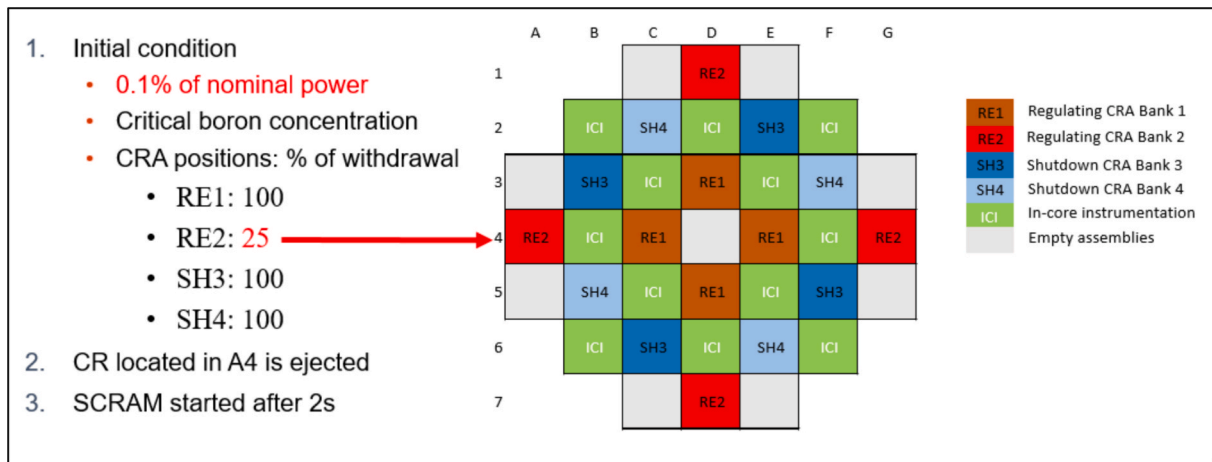 1. Initial condition
• 0.1% of nominal power
• Critical boron concentration
• CRA positions: % of withdrawal
• RE1: 100
• RE2: 25
• SH3: 100
• SH4: 100
2. CR located in A4 is ejected
3. SCRAM started after 2s
A B C D E F G
1 RE2
2 ICI SH4 ICI SH3 ICI
3 SH3 ICI RE1 ICI SH4
4 RE2 ICI RE1 RE1 ICI RE2
5 SH4 ICI RE1 ICI SH3
6 ICI SH3 ICI SH4 ICI
7 RE2
RE1 Regulating CRA Bank 1
RE2 Regulating CRA Bank 2
SH3 Shutdown CRA Bank 3
SH4 Shutdown CRA Bank 4
ICI In-core instrumentation
Empty assemblies